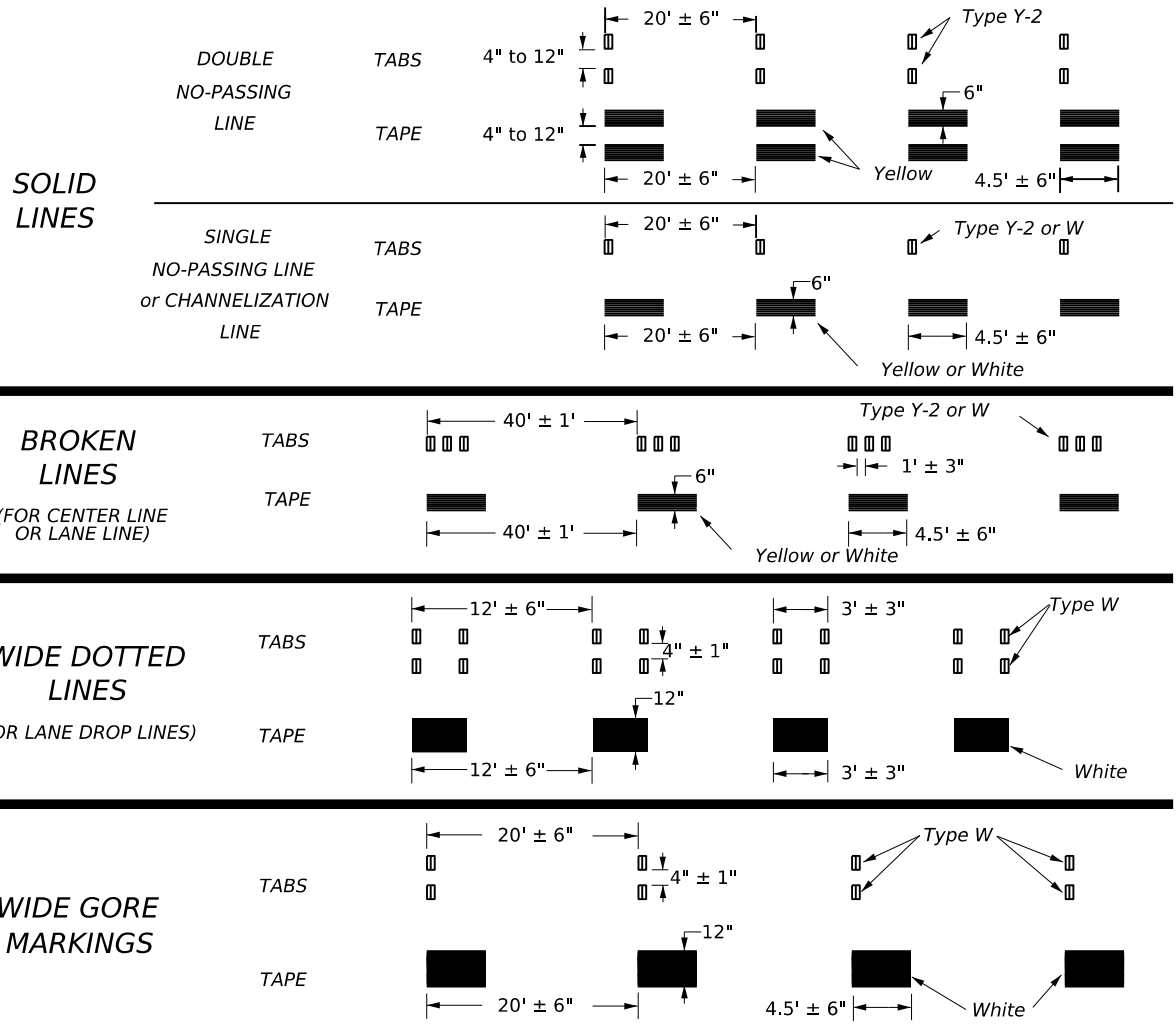 20' ± 6"
Type Y-2
DOUBLE
NO-PASSING
LINE
TABS
4" to 12"
TAPE
4" to 12"
6"
Yellow
20' ± 6"
4.5' ± 6"
SOLID
LINES
SINGLE
NO-PASSING LINE
or CHANNELIZATION
LINE
TABS
20' ± 6"
Type Y-2 or W
TAPE
6"
20' ± 6"
4.5' ± 6"
Yellow or White
BROKEN
LINES
(FOR CENTER LINE
OR LANE LINE)
TABS
40' ± 1'
Type Y-2 or W
1' ± 3"
TAPE
6"
40' ± 1'
4.5' ± 6"
Yellow or White
WIDE DOTTED
LINES
OR LANE DROP LINES)
TABS
12' ± 6"
3' ± 3"
Type W
4" ± 1"
TAPE
12"
12' ± 6"
3' ± 3"
White
WIDE GORE
MARKINGS
TABS
20' ± 6"
Type W
4" ± 1"
TAPE
12"
20' ± 6"
4.5' ± 6"
White